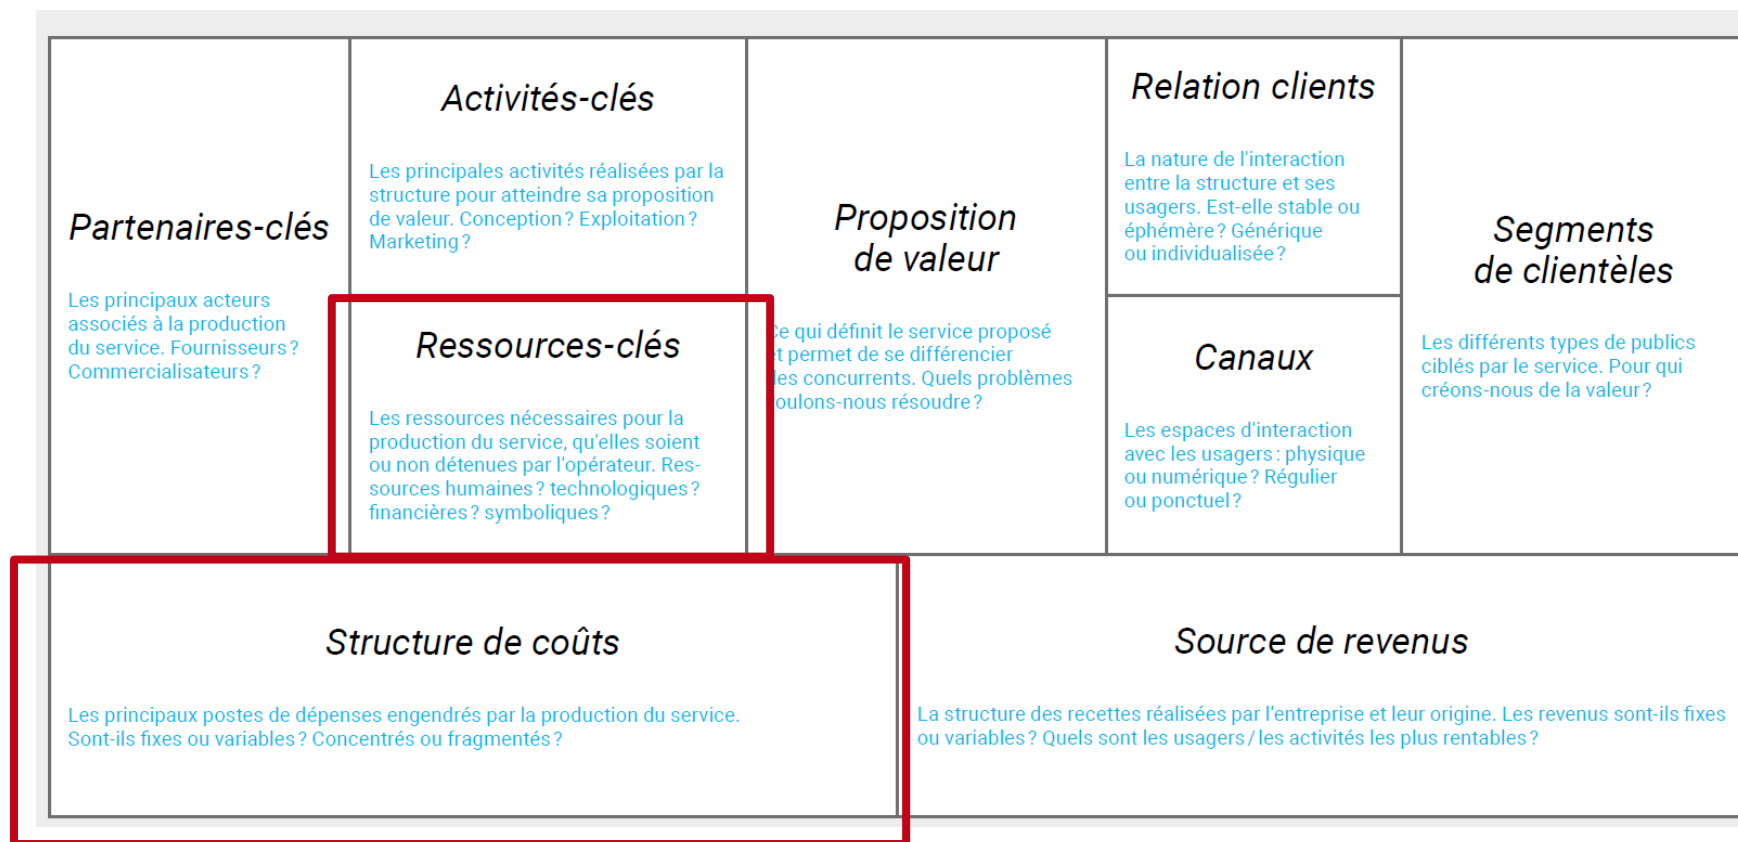 Partenaires-clés
Les principaux acteurs
associés à la production
du service. Fournisseurs ?
Commercialisateurs ?
Activités-clés
Les principales activités réalisées par la
structure pour atteindre sa proposition
de valeur. Conception ? Exploitation ?
Marketing ?
Ressources-clés
Les ressources nécessaires pour la
production du service, qu'elles soient
ou non détenues par l'opérateur. Res-
sources humaines ? technologiques ?
financières ? symboliques ?
Proposition
de valeur
Ce qui définit le service proposé
et permet de se différencier
des concurrents. Quels problèmes
voulons-nous résoudre ?
Relation clients
La nature de l'interaction
entre la structure et ses
usagers. Est-elle stable ou
éphémère ? Générique
ou individualisée ?
Canaux
Les espaces d'interaction
avec les usagers : physique
ou numérique ? Régulier
ou ponctuel ?
Segments
de clientèles
Les différents types de publics
ciblés par le service. Pour qui
créons-nous de la valeur ?
Structure de coûts
Les principaux postes de dépenses engendrés par la production du service.
Sont-ils fixes ou variables ? Concentrés ou fragmentés ?
Source de revenus
La structure des recettes réalisées par l'entreprise et leur origine. Les revenus sont-ils fixes
ou variables ? Quels sont les usagers / les activités les plus rentables ?